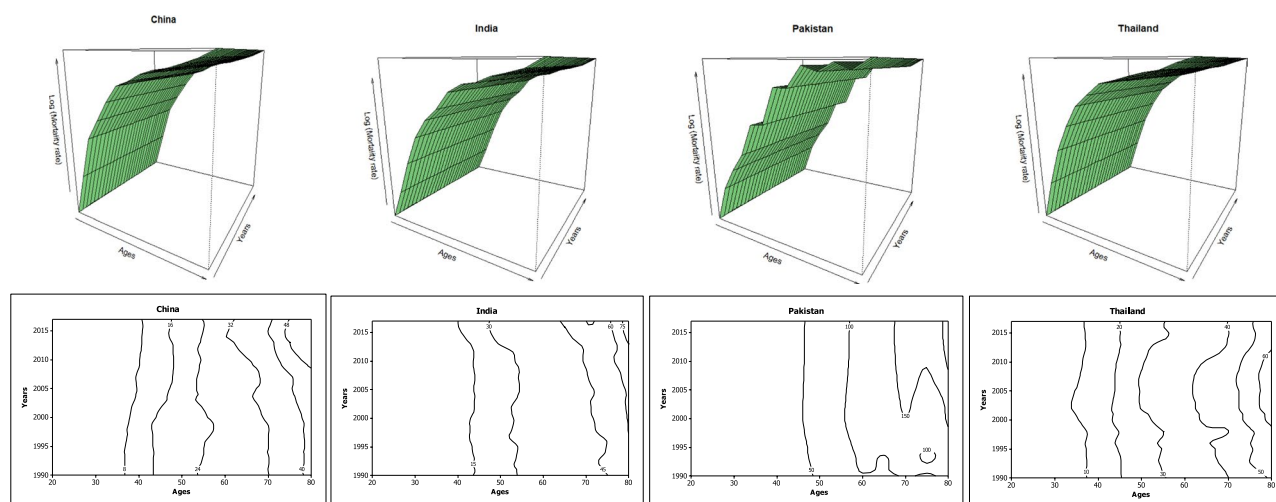 China
India
Pakistan
Thailand
Log (Mortality rate)
Ages
Years
Log (Mortality rate)
Ages
Years
Log (Mortality rate)
Ages
Years
Log (Mortality rate)
Ages
Years
China
Years
2015
2010
2005
2000
1995
1990
16
32
48
8
24
40
20 30 40 50 60 70 80
Ages
India
Years
2015
2010
2005
2000
1995
1990
30
60
75
15
45
20 30 40 50 60 70 80
Ages
Pakistan
Years
2015
2010
2005
2000
1995
1990
100
150
100
50
20 30 40 50 60 70 80
Ages
Thailand
Years
2015
2010
2005
2000
1995
1990
20
40
60
10
30
50
20 30 40 50 60 70 80
Ages